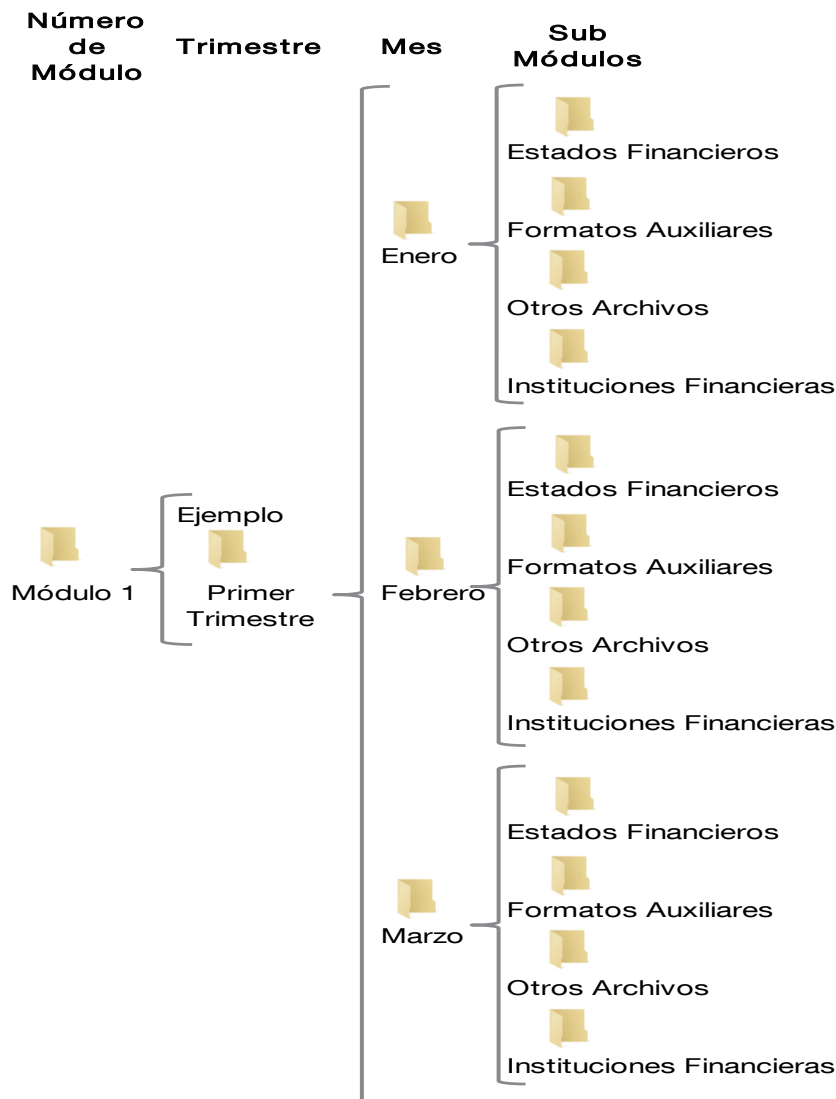 Número
de
Módulo
Trimestre
Mes
Sub
Módulos
Estados Financieros
Formatos Auxiliares
Enero
Otros Archivos
Instituciones Financieras
Estados Financieros
Ejemplo
Formatos Auxiliares
Módulo 1
Primer
Trimestre
Febrero
Otros Archivos
Instituciones Financieras
Estados Financieros
Formatos Auxiliares
Marzo
Otros Archivos
Instituciones Financieras